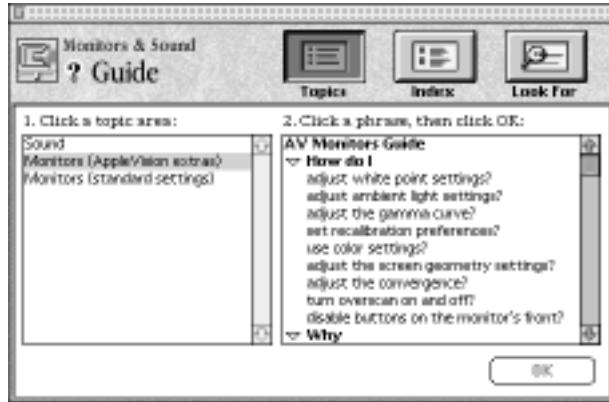 Monitors & Sound
? Guide
Topics
Index
Look For
1. Click a topic area:
Sound
Monitors (AppleVision extras)
Monitors (standard settings)
2. Click a phrase, then click OK:
AV Monitors Guide
How do I
adjust white point settings?
adjust ambient light settings?
adjust the gamma curve?
set recalibration preferences?
use color settings?
adjust the screen geometry settings?
adjust the convergence?
turn overscan on and off?
disable buttons on the monitor's front?
Why
OK